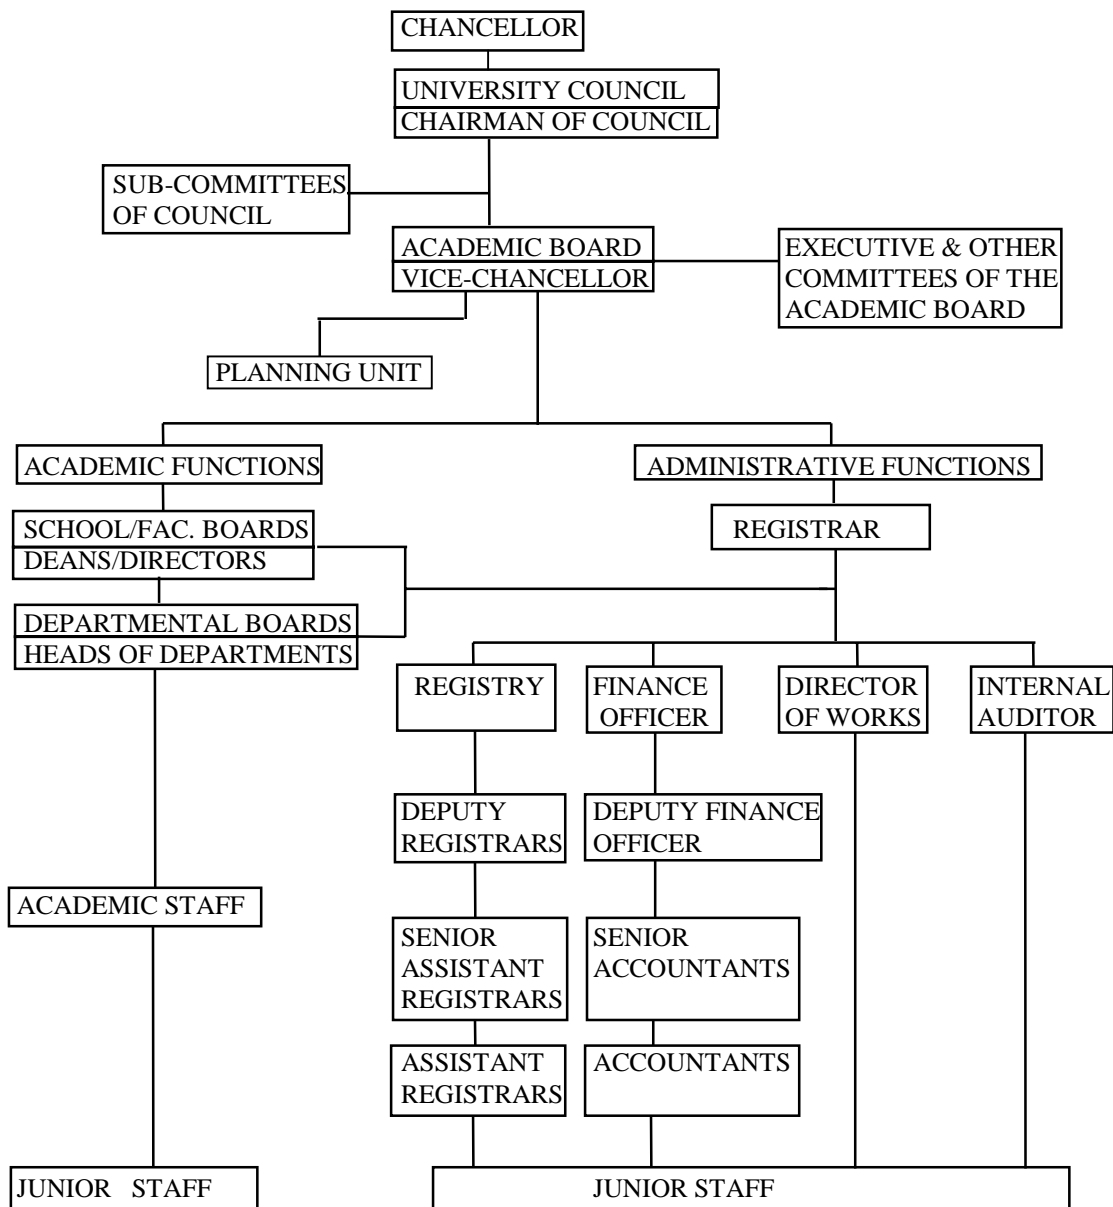 CHANCELLOR
UNIVERSITY COUNCIL
CHAIRMAN OF COUNCIL
SUB-COMMITTEES
OF COUNCIL
ACADEMIC BOARD
VICE-CHANCELLOR
EXECUTIVE & OTHER
COMMITTEES OF THE
ACADEMIC BOARD
PLANNING UNIT
ACADEMIC FUNCTIONS
ADMINISTRATIVE FUNCTIONS
SCHOOL/FAC. BOARDS
DEANS/DIRECTORS
REGISTRAR
DEPARTMENTAL BOARDS
HEADS OF DEPARTMENTS
REGISTRY
FINANCE
OFFICER
DIRECTOR
OF WORKS
INTERNAL
AUDITOR
DEPUTY
REGISTRARS
DEPUTY FINANCE
OFFICER
ACADEMIC STAFF
SENIOR
ASSISTANT
REGISTRARS
SENIOR
ACCOUNTANTS
ASSISTANT
REGISTRARS
ACCOUNTANTS
JUNIOR STAFF
JUNIOR STAFF